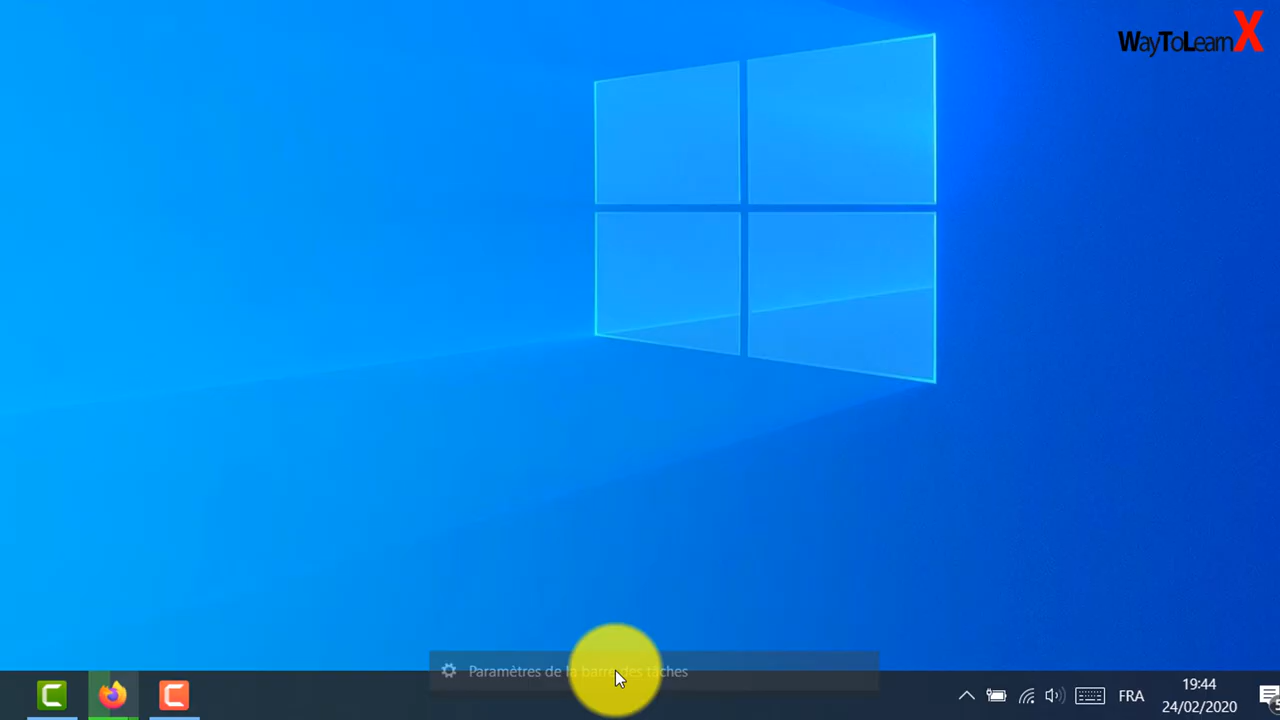 WayToLearnX
Paramètres de la barre des tâches
FRA
19:44
24/02/2020